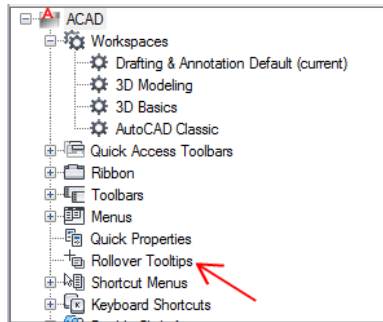 ACAD
Workspaces
Drafting & Annotation Default (current)
3D Modeling
3D Basics
AutoCAD Classic
Quick Access Toolbars
Ribbon
Toolbars
Menus
Quick Properties
Rollover Tooltips
Shortcut Menus
Keyboard Shortcuts